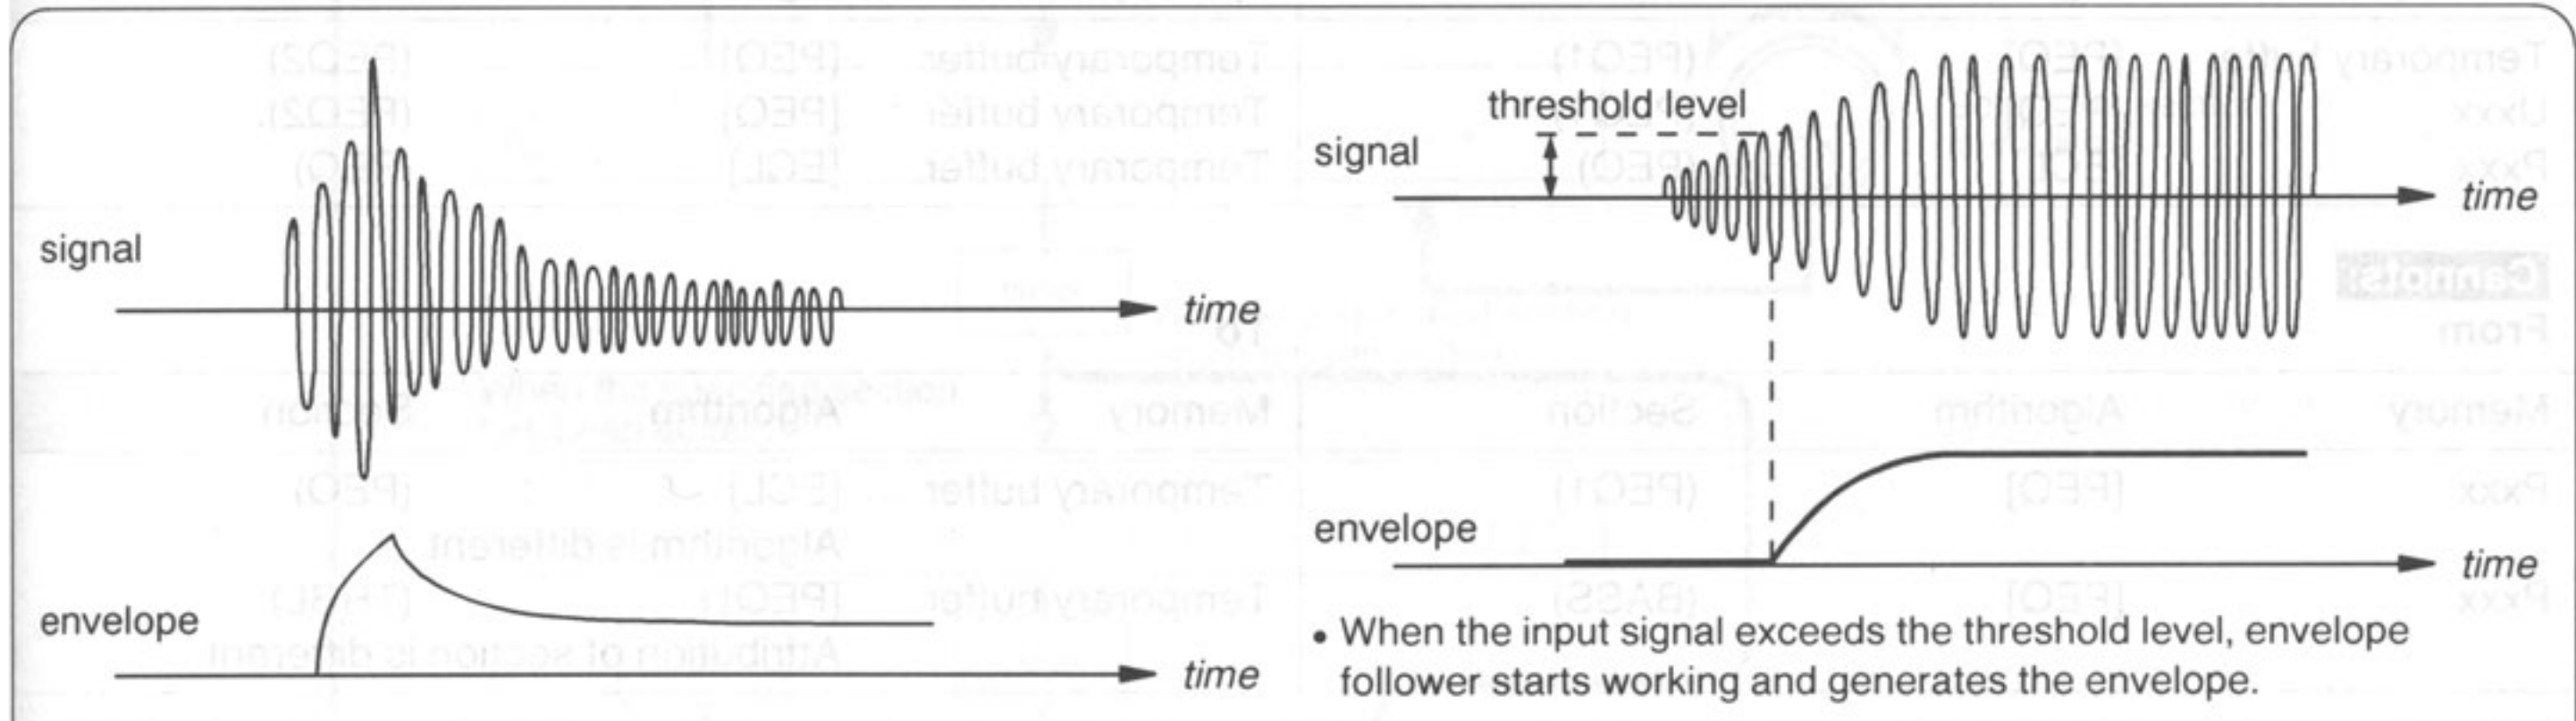 signal
time
envelope
time
threshold level
signal
time
envelope
time
• When the input signal exceeds the threshold level, envelope
follower starts working and generates the envelope.